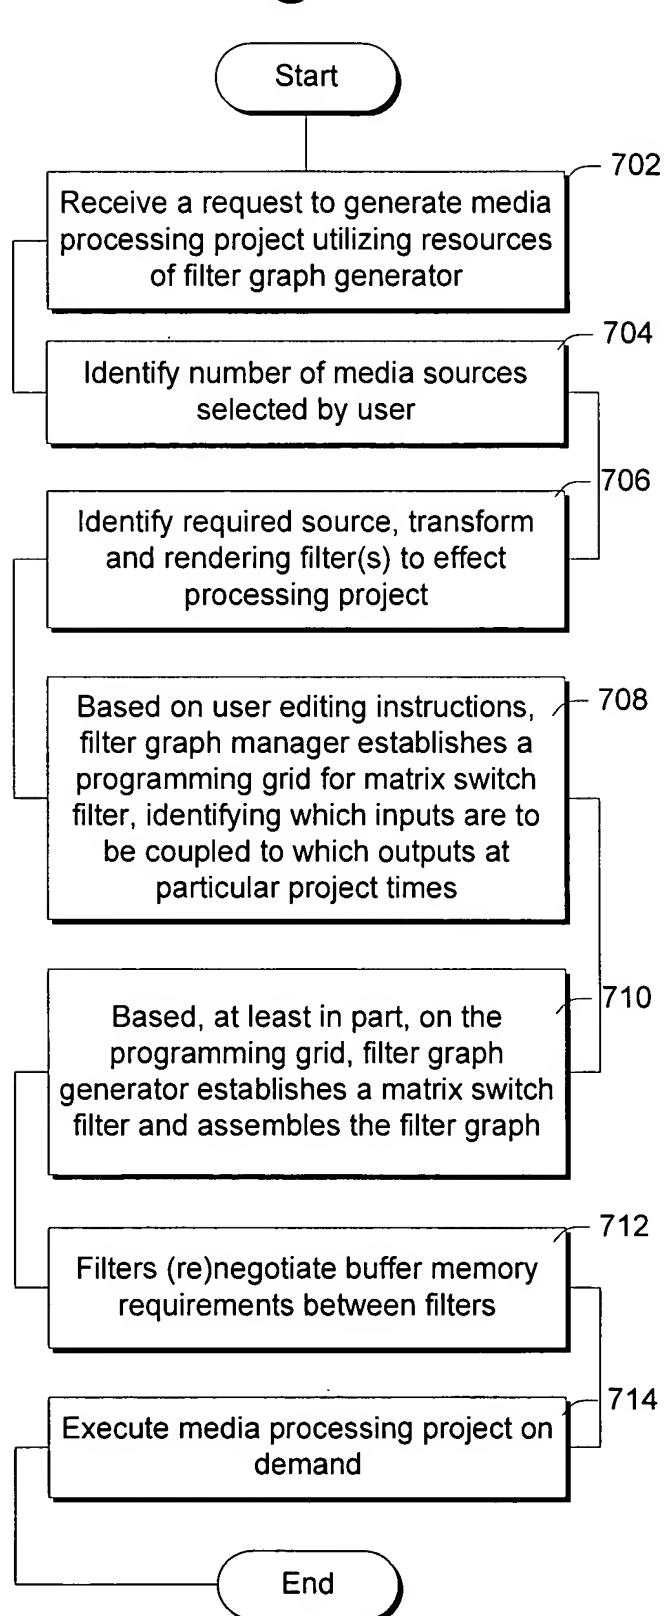 Start
702
Receive a request to generate media
processing project utilizing resources
of filter graph generator
704
Identify number of media sources
selected by user
706
Identify required source, transform
and rendering filter(s) to effect
processing project
708
Based on user editing instructions,
filter graph manager establishes a
programming grid for matrix switch
filter, identifying which inputs are to
be coupled to which outputs at
particular project times
710
Based, at least in part, on the
programming grid, filter graph
generator establishes a matrix switch
filter and assembles the filter graph
712
Filters (re)negotiate buffer memory
requirements between filters
714
Execute media processing project on
demand
End